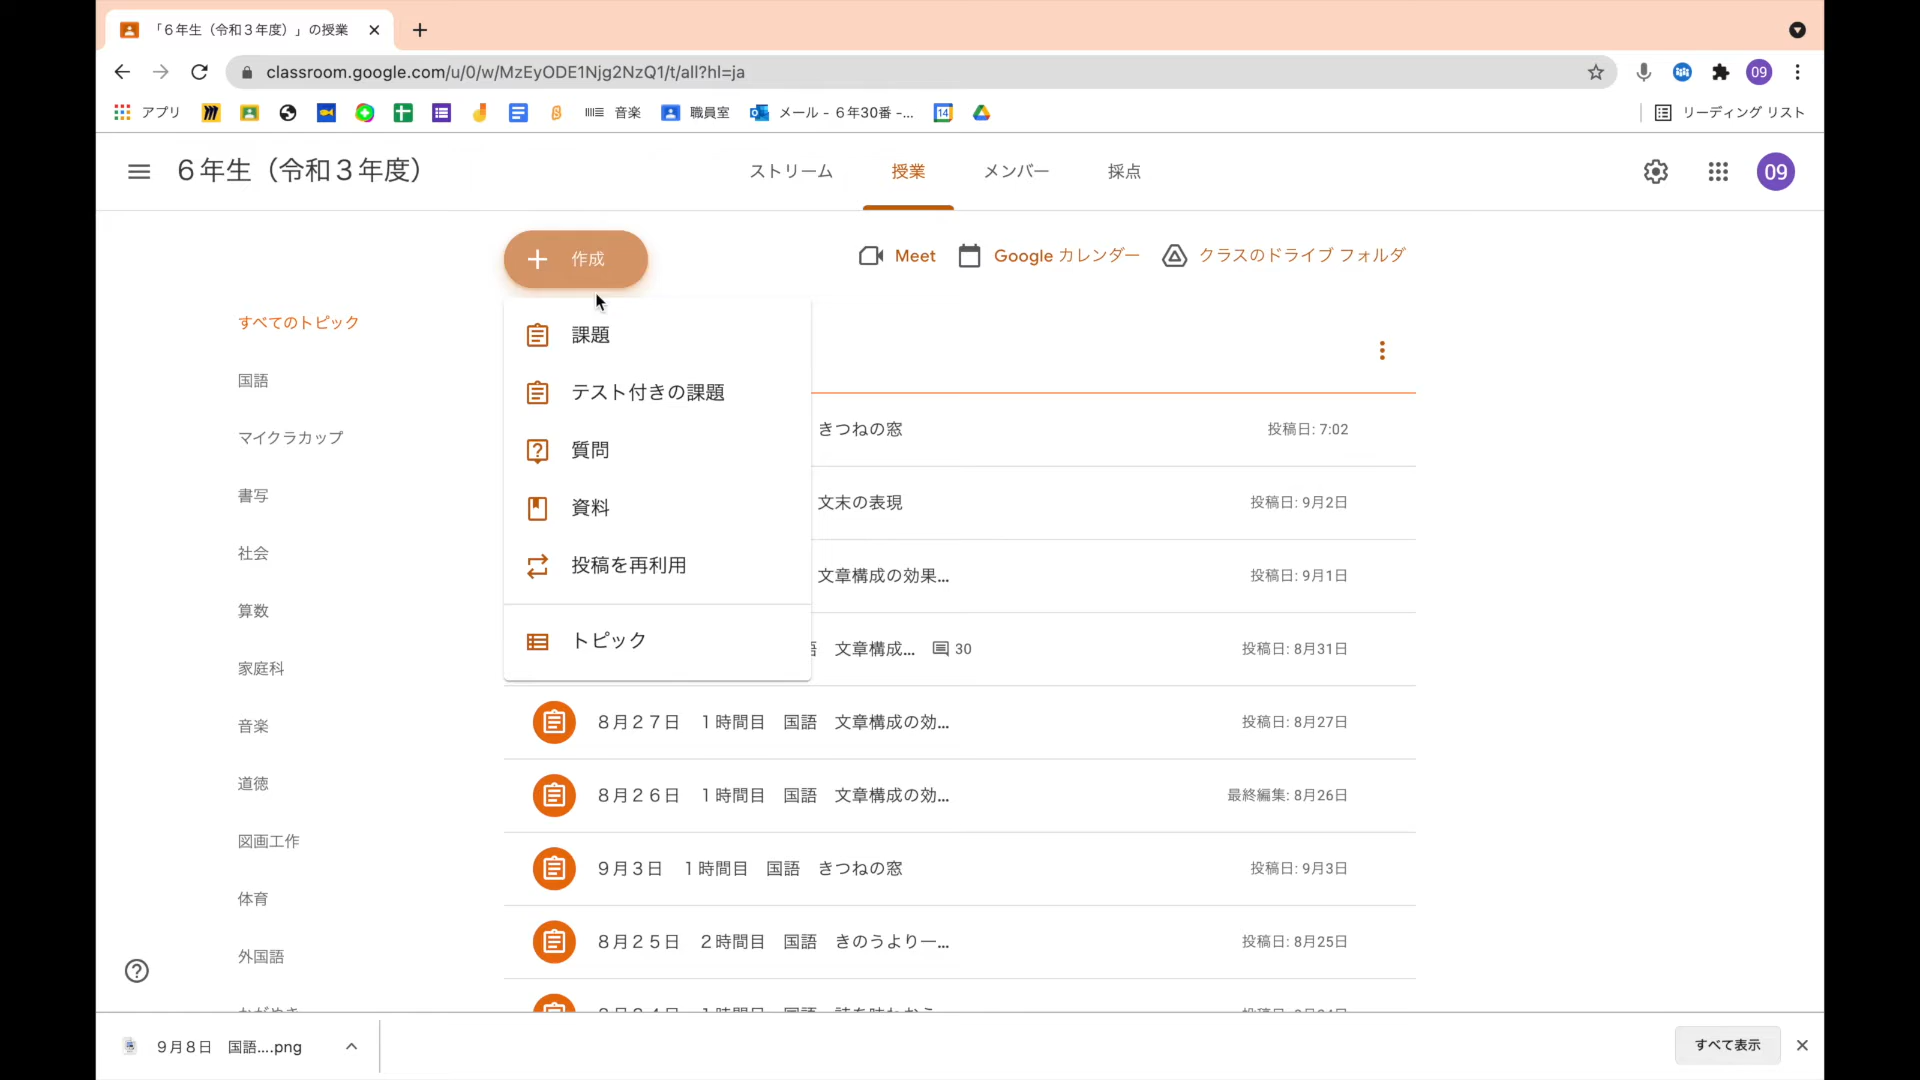 「６年生（令和３年度）」の授業
classroom.google.com/u/0/w/MzEyODE1Njg2NzQ1/t/all?hl=ja
09
アプリ
音楽
職員室
メール - ６年30番 -...
14
リーディング リスト
６年生（令和３年度）
ストリーム
授業
メンバー
採点
09
作成
Meet
Google カレンダー
クラスのドライブ フォルダ
すべてのトピック
国語
マイクラカップ
書写
社会
算数
家庭科
音楽
道徳
図画工作
体育
外国語
課題
テスト付きの課題
質問
資料
投稿を再利用
トピック
きつねの窓
投稿日: 7:02
文末の表現
投稿日: 9月2日
文章構成の効果...
投稿日: 9月1日
文章構成... 30
投稿日: 8月31日
８月２７日　１時間目　国語　文章構成の効...
投稿日: 8月27日
８月２６日　１時間目　国語　文章構成の効...
最終編集: 8月26日
９月３日　１時間目　国語　きつねの窓
投稿日: 9月3日
８月２５日　２時間目　国語　きのうより一...
投稿日: 8月25日
９月８日　国語....png
すべて表示